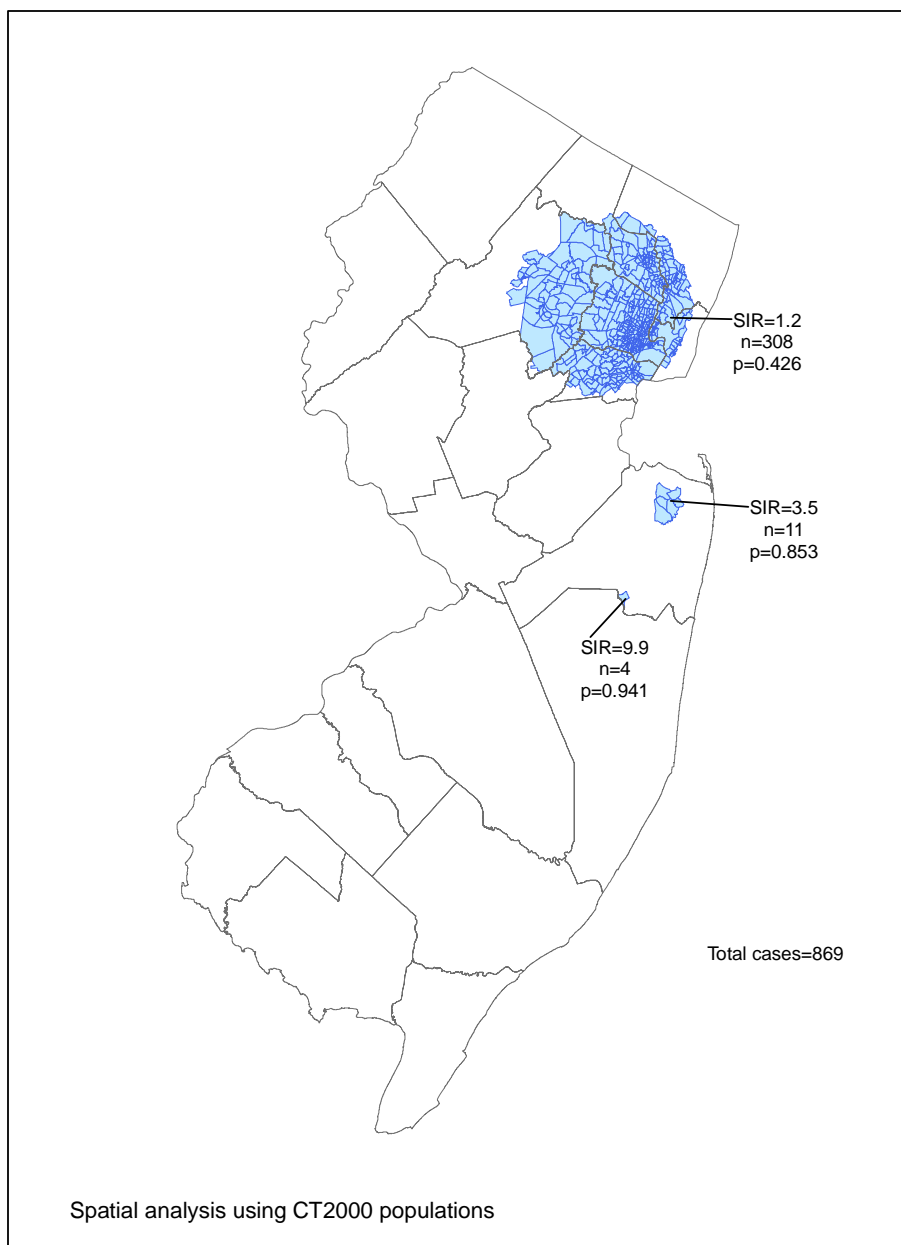 SIR=1.2
n=308
p=0.426
SIR=3.5
n=11
p=0.853
SIR=9.9
n=4
p=0.941
Total cases=869
Spatial analysis using CT2000 populations